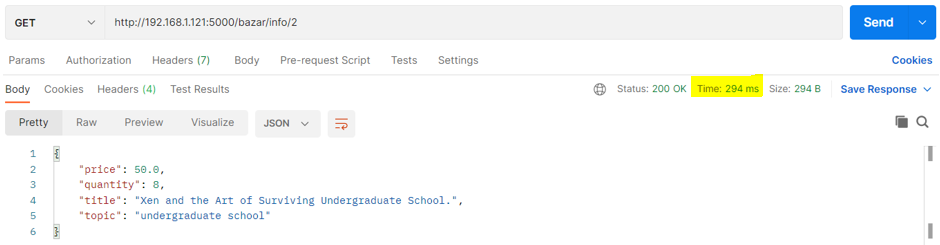 GET http://192.168.1.121:5000/bazar/info/2 Send
Params Authorization Headers (7) Body Pre-request Script Tests Settings Cookies
Body Cookies Headers (4) Test Results Status: 200 OK Time: 294 ms Size: 294 B Save Response
Pretty Raw Preview Visualize JSON
1 {
2 "price": 50.0,
3 "quantity": 8,
4 "title": "Xen and the Art of Surviving Undergraduate School.",
5 "topic": "undergraduate school"
6 }